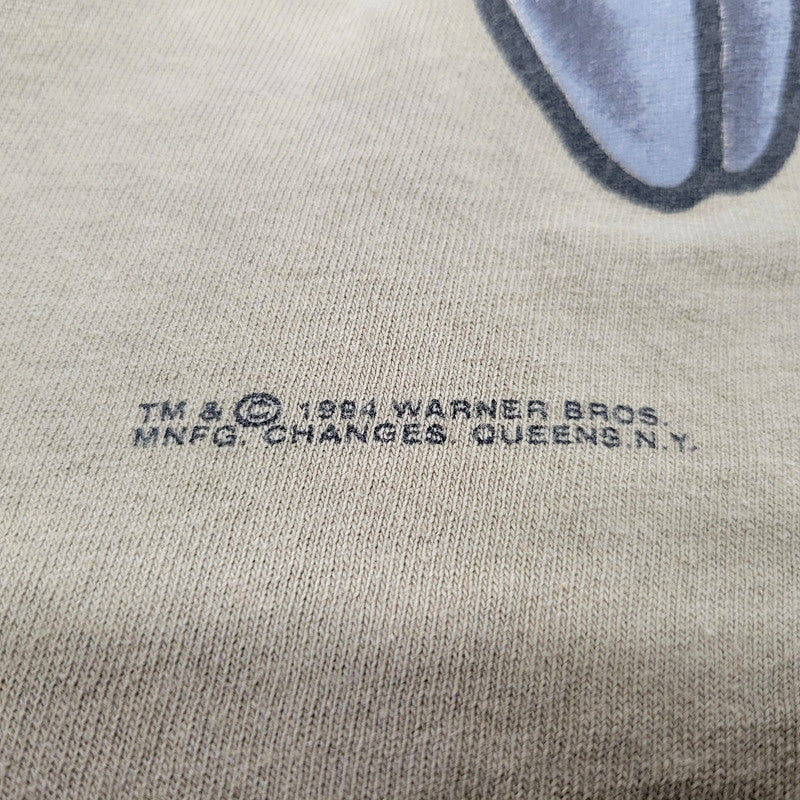 TM & © 1994 WARNER BROS.
MNFG. CHANGES. QUEENS N.Y.